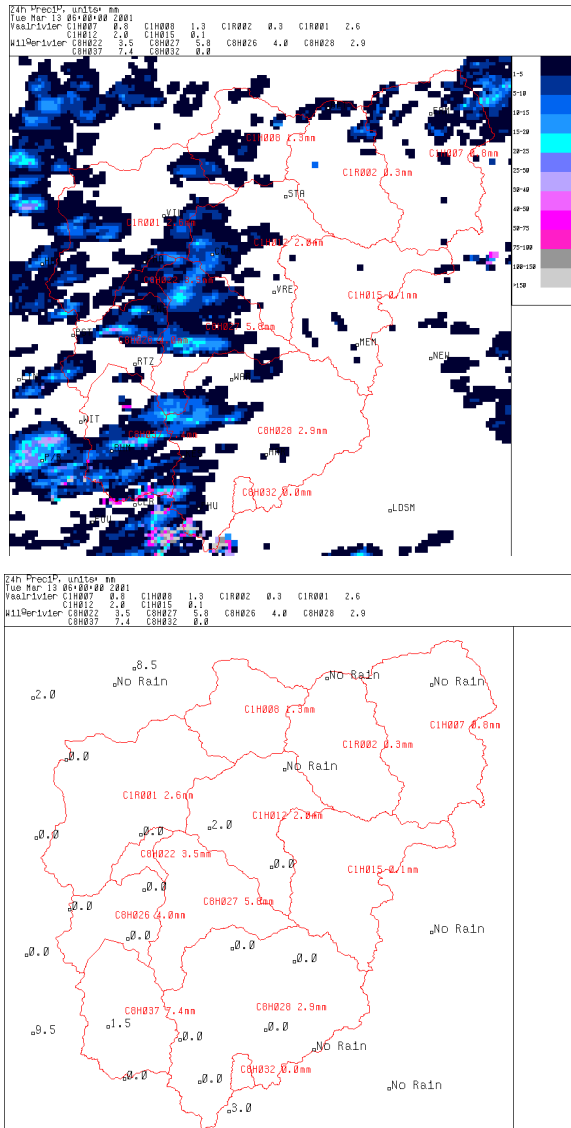 24h Precip, units: mm
Tue Mar 13 06:00:00 2001
Vaalrivier C1H007 0.8 C1H008 1.3 C1R002 0.3 C1R001 2.6
C1H012 2.0 C1H015 0.1
Wilgerivier C8H022 3.5 C8H027 5.8 C8H026 4.0 C8H028 2.9
C8H037 7.4 C8H032 0.0
1-5
5-10
10-15
15-20
20-25
25-50
30-40
40-50
50-75
75-100
100-150
>150
C1H008 1.3mm
C1H007 0.8mm
C1R002 0.3mm
STA
C1R001
2.04mm
VRE
C1H015 0.1mm
5.8
MEM
NEW
RTZ
WAR
WIT
C8H028 2.9mm
C8H032 0.0mm
LDSM
24h Precip, units: mm
Tue Mar 13 06:00:00 2001
Vaalrivier C1H007 0.8 C1H008 1.3 C1R002 0.3 C1R001 2.6
C1H012 2.0 C1H015 0.1
Wilgerivier C8H022 3.5 C8H027 5.8 C8H026 4.0 C8H028 2.9
C8H037 7.4 C8H032 0.0
8.5
No Rain
No Rain
No Rain
2.0
C1H008 1.3mm
C1H007 0.8mm
C1R002 0.3mm
0.0
No Rain
C1R001 2.6mm
C1H012 2.04mm
2.0
0.0
0.0
C8H022 3.5mm
0.0
C1H015 0.1mm
0.0
C8H027 5.8mm
0.0
C8H026 4.0mm
No Rain
0.0
0.0
0.0
0.0
C8H028 2.9mm
C8H037 7.4mm
9.5
1.5
0.0
0.0
No Rain
C8H032 0.0mm
0.0
0.0
No Rain
3.0